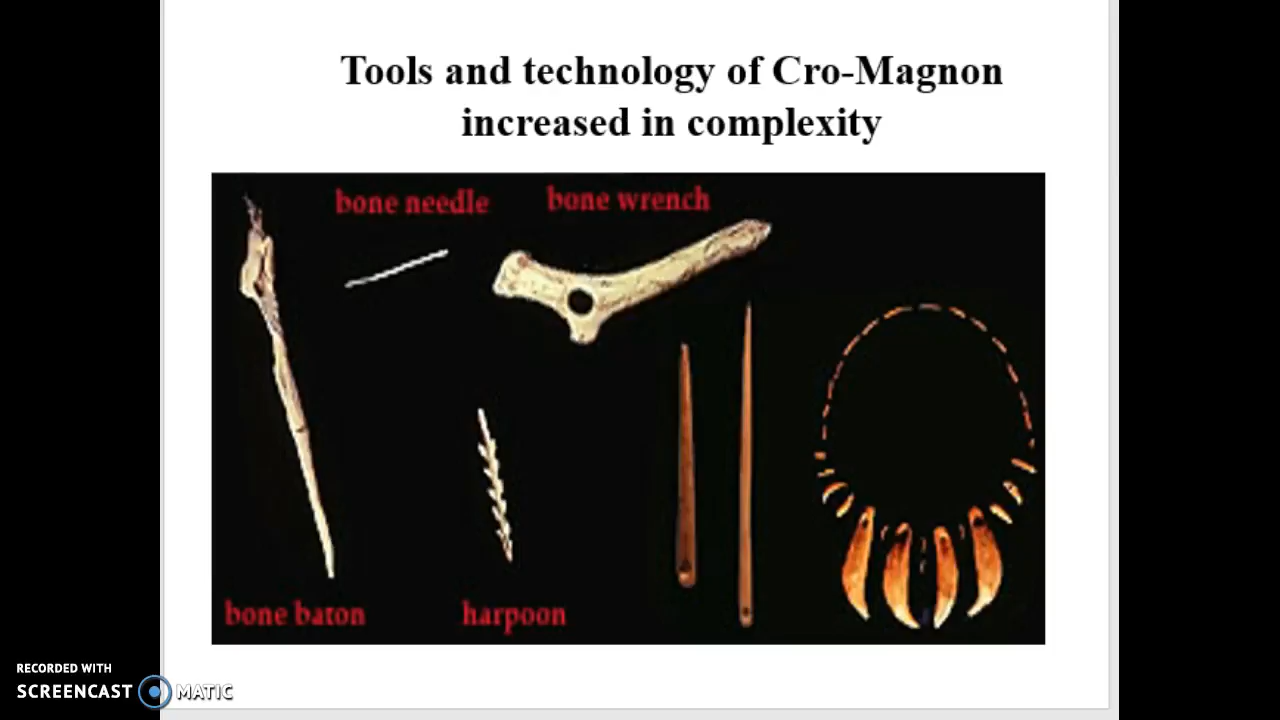 Tools and technology of Cro-Magnon
increased in complexity
bone needle
bone wrench
bone baton
harpoon
RECORDED WITH
SCREENCAST MATIC